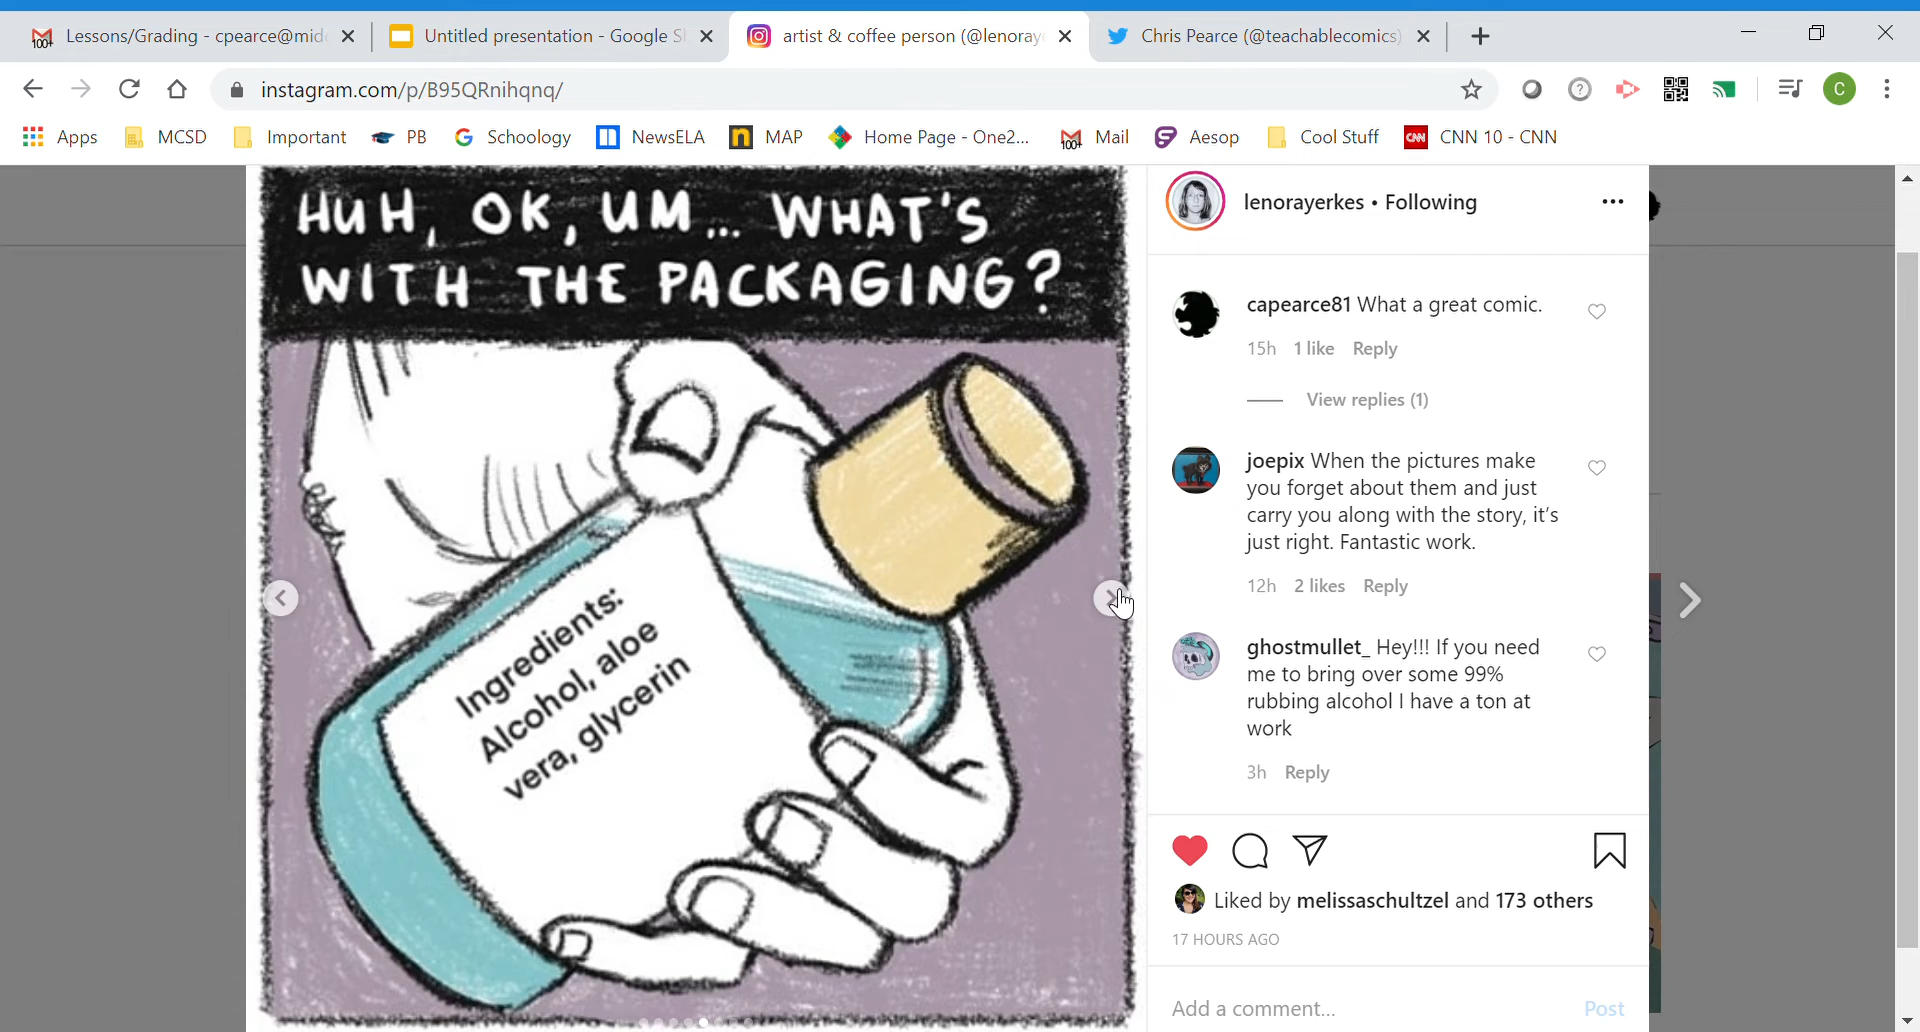 Lessons/Grading - cpearce@mid
Untitled presentation - Google Sl
artist & coffee person (@lenoraye
Chris Pearce (@teachablecomics)
instagram.com/p/B95QRnihqnq/
Apps
MCSD
Important
PB
Schoology
NewsELA
MAP
Home Page - One2...
Mail
Aesop
Cool Stuff
CNN 10 - CNN
HUH, OK, UM... WHAT'S
WITH THE PACKAGING?
Ingredients:
Alcohol, aloe
vera, glycerin
lenorayerkes • Following
capearce81 What a great comic.
15h 1 like Reply
View replies (1)
joepix When the pictures make
you forget about them and just
carry you along with the story, it's
just right. Fantastic work.
12h 2 likes Reply
ghostmullet_ Hey!!! If you need
me to bring over some 99%
rubbing alcohol I have a ton at
work
3h Reply
Liked by melissaschultzel and 173 others
17 HOURS AGO
Add a comment...
Post